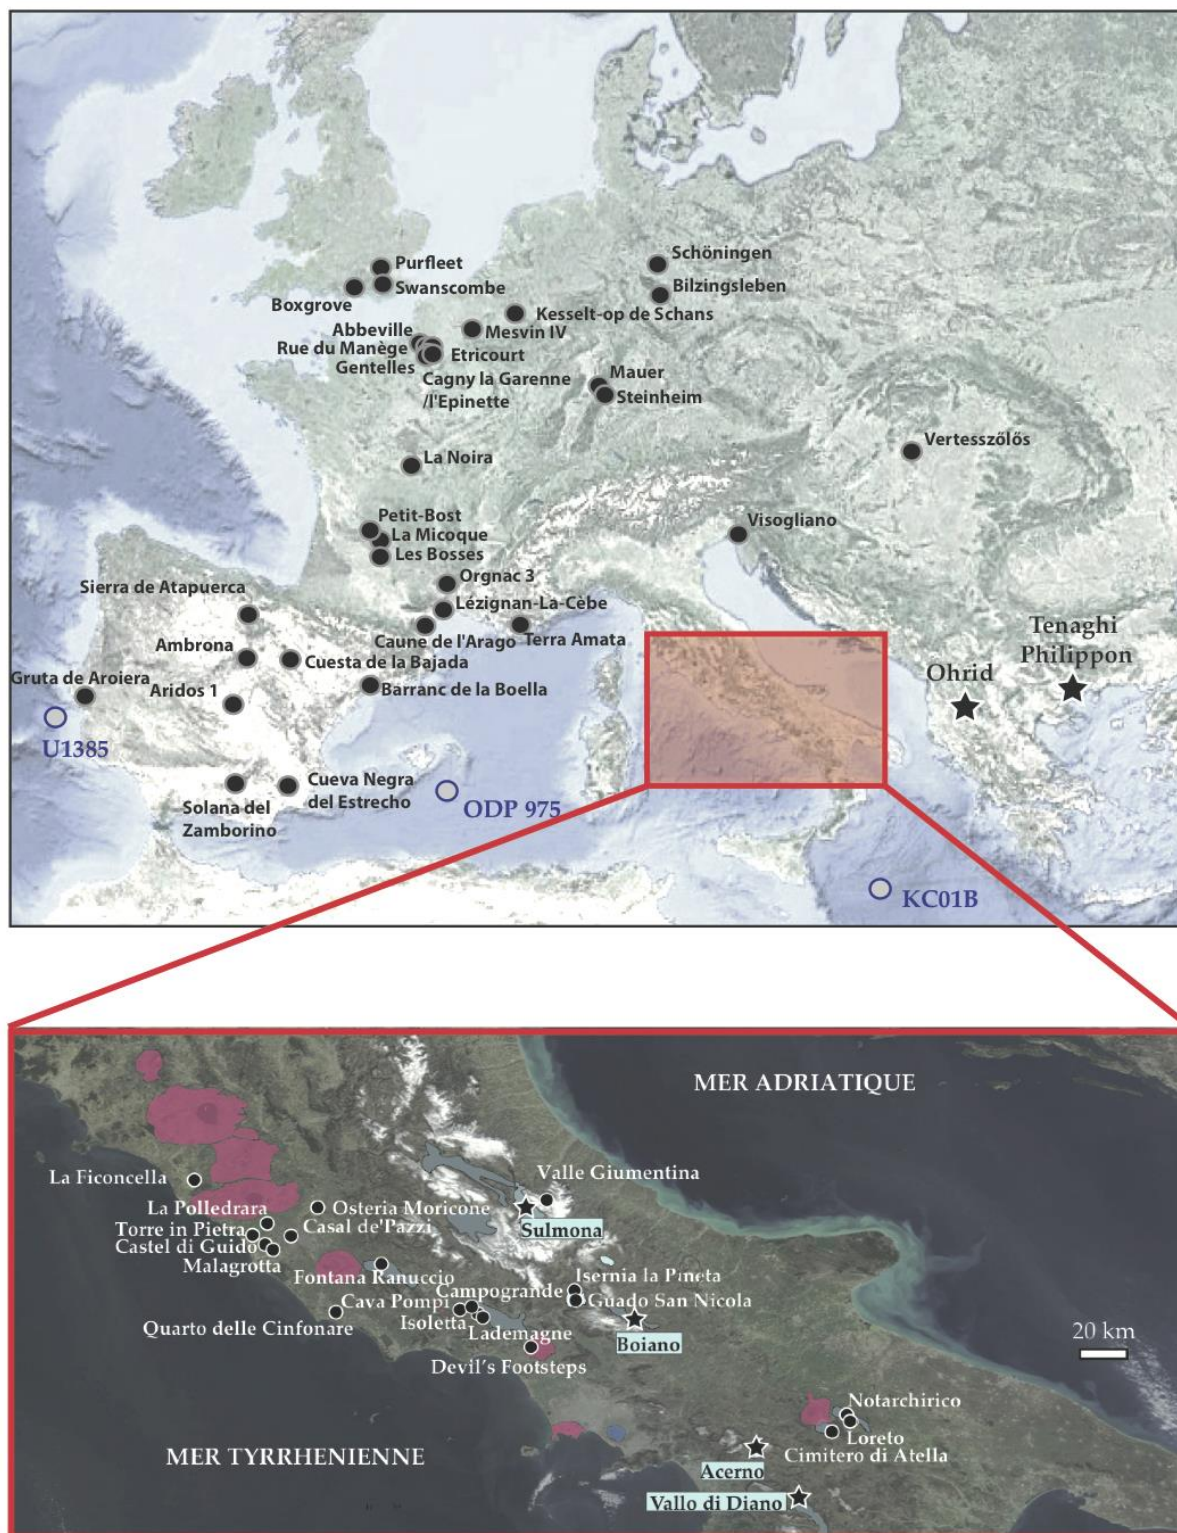 Schöningen
Purfleet
Swanscombe
Bilzingsleben
Boxgrove
Kesselt-op de Schans
Abbeville
Mesvin IV
Rue du Manège
Etricourt
Gentelles
Cagny la Garenne
/l'Epinette
Mauer
Steinheim
Vertesszőlős
La Noira
Petit-Bost
Visogliano
La Micoque
Les Bosses
Orgnac 3
Sierra de Atapuerca
Lézignan-La-Cèbe
Caune de l'Arago
Terra Amata
Tenaghi
Philippon
Ambrona
Cuesta de la Bajada
Ohrid
Gruta de Aroiera
Aridos 1
Barranc de la Boella
U1385
Cueva Negra
del Estrecho
ODP 975
Solana del
Zamborino
KC01B
MER ADRIATIQUE
La Ficoncella
Valle Giumentina
La Polledrara
Osteria Moricone
Torre in Pietra
Casal de'Pazzi
Sulmona
Castel di Guido
Malagrotta
Fontana Ranuccio
Isernia la Pineta
Campogrande
Cava Pompi
Guado San Nicola
Quarto delle Cinfonare
Isoletta
Lademagne
Boiano
20 km
Devil's Footsteps
Notarchirico
Loreto
MER TYRRHENIENNE
Cimitero di Atella
Acerno
Vallo di Diano